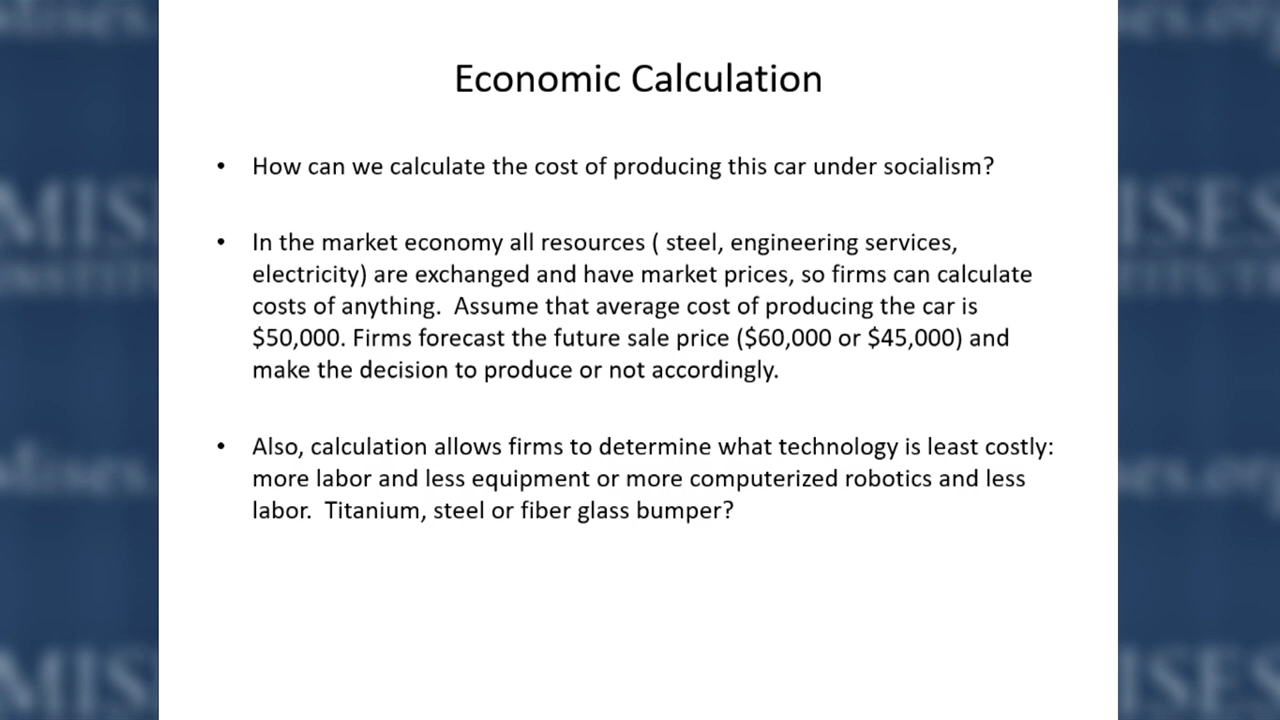 Economic Calculation
• How can we calculate the cost of producing this car under socialism?
• In the market economy all resources ( steel, engineering services,
electricity) are exchanged and have market prices, so firms can calculate
costs of anything. Assume that average cost of producing the car is
$50,000. Firms forecast the future sale price ($60,000 or $45,000) and
make the decision to produce or not accordingly.
• Also, calculation allows firms to determine what technology is least costly:
more labor and less equipment or more computerized robotics and less
labor. Titanium, steel or fiber glass bumper?